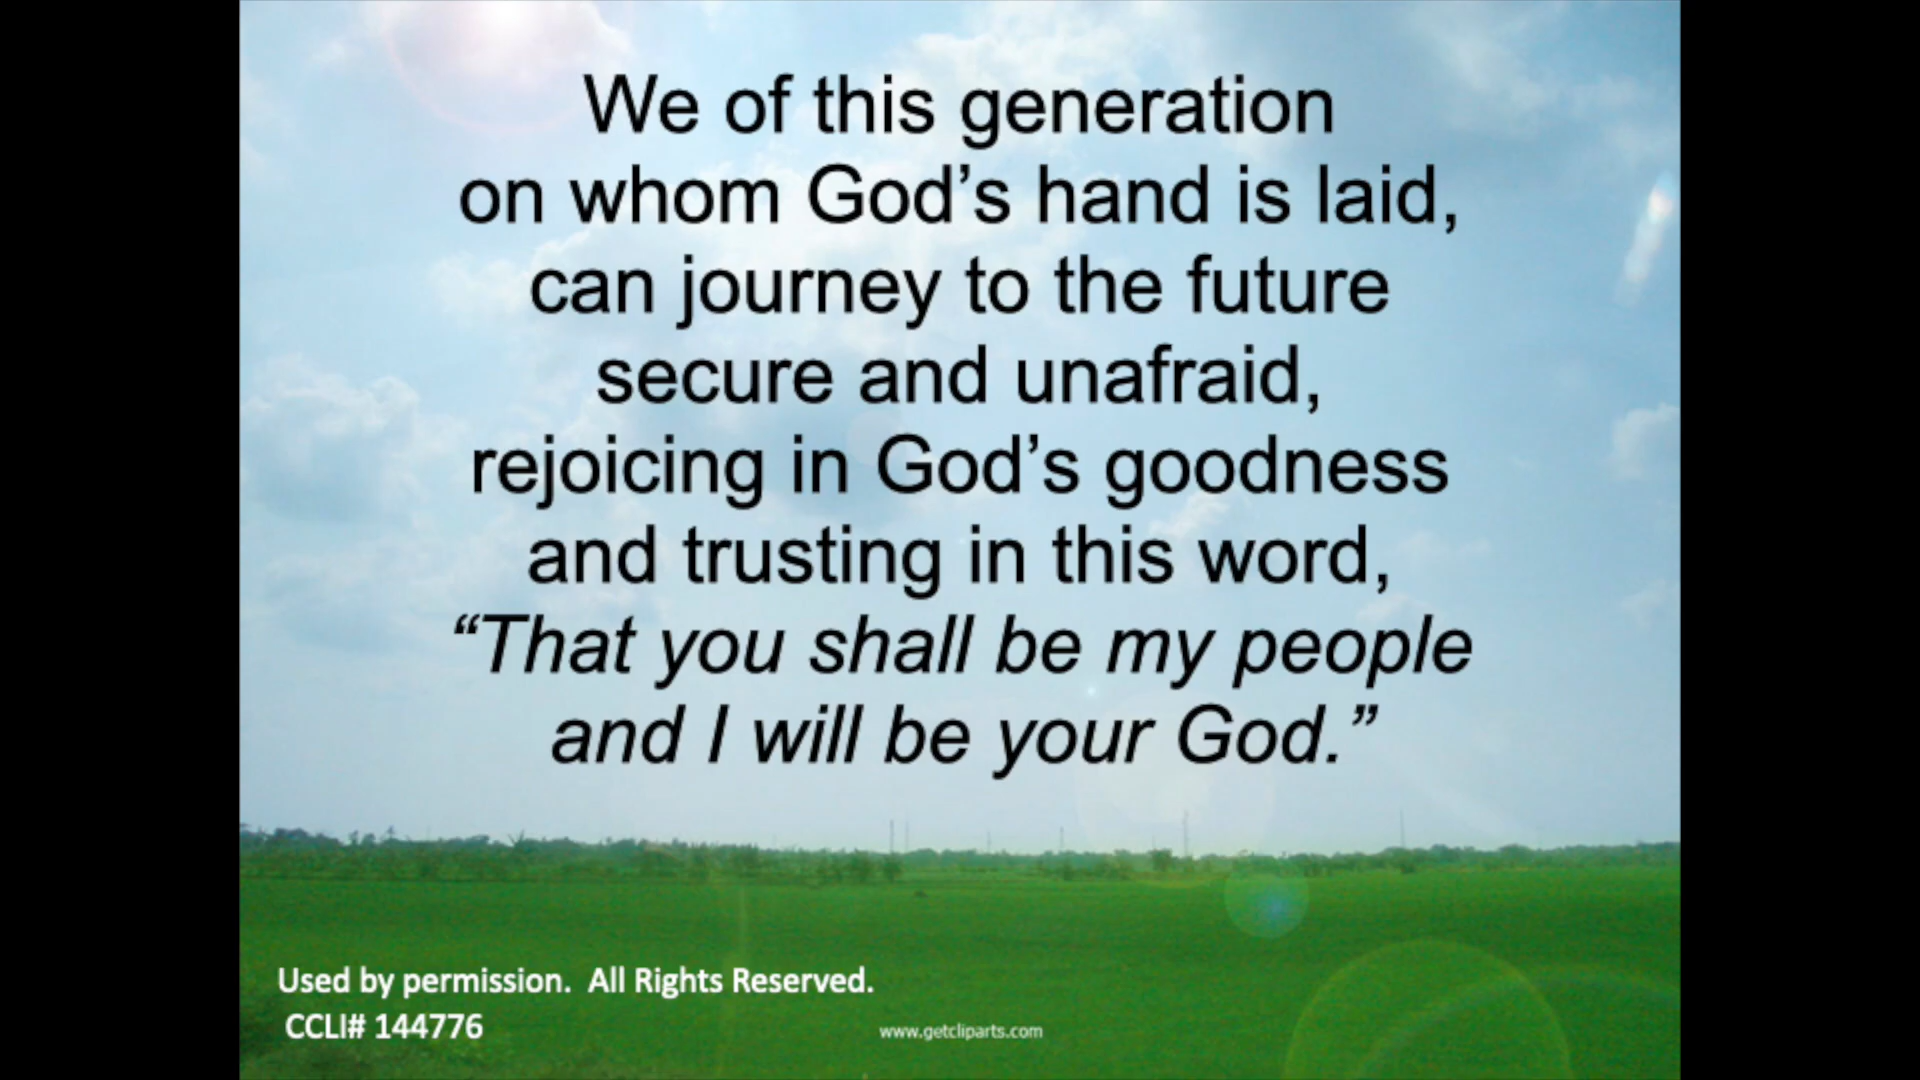 We of this generation
on whom God’s hand is laid,
can journey to the future
secure and unafraid,
rejoicing in God’s goodness
and trusting in this word,
“That you shall be my people
and I will be your God.”
Used by permission.  All Rights Reserved.
CCLI# 144776
www.getcliparts.com